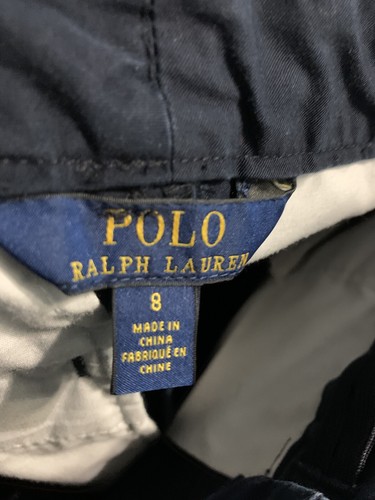 POLO
RALPH LAUREN
8
MADE IN
CHINA
FABRIQUÉ EN
CHINE